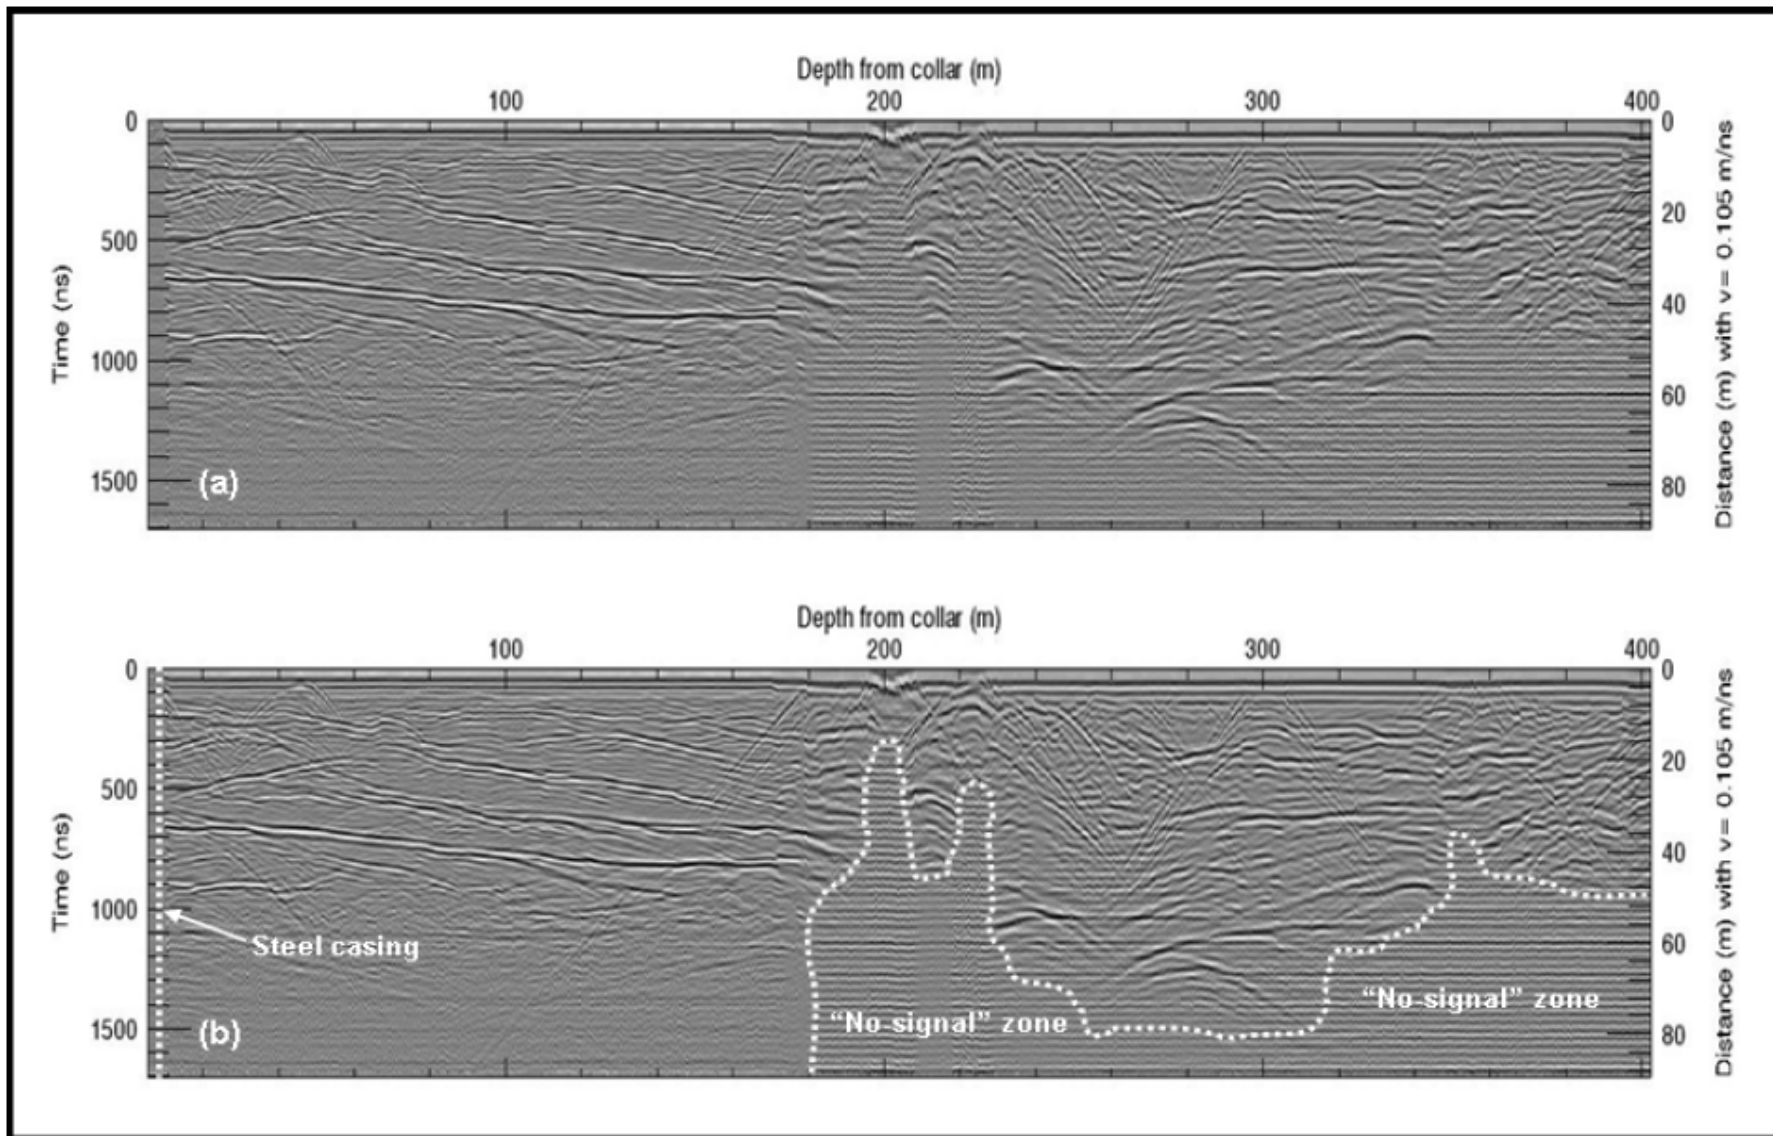 Depth from collar (m)
100 200 300 400
0 0
20
500
40
1000
60
1500 80
Time (ns)
Distance (m) with v= 0.105 m/ns
(a)
Depth from collar (m)
100 200 300 400
0 0
20
500
40
1000
60
1500 80
Time (ns)
Distance (m) with v= 0.105 m/ns
Steel casing
"No-signal" zone
"No-signal" zone
(b)